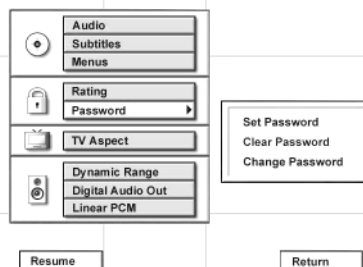 Audio
Subtitles
Menus
Rating
Password
TV Aspect
Dynamic Range
Digital Audio Out
Linear PCM
Set Password
Clear Password
Change Password
Resume
Return